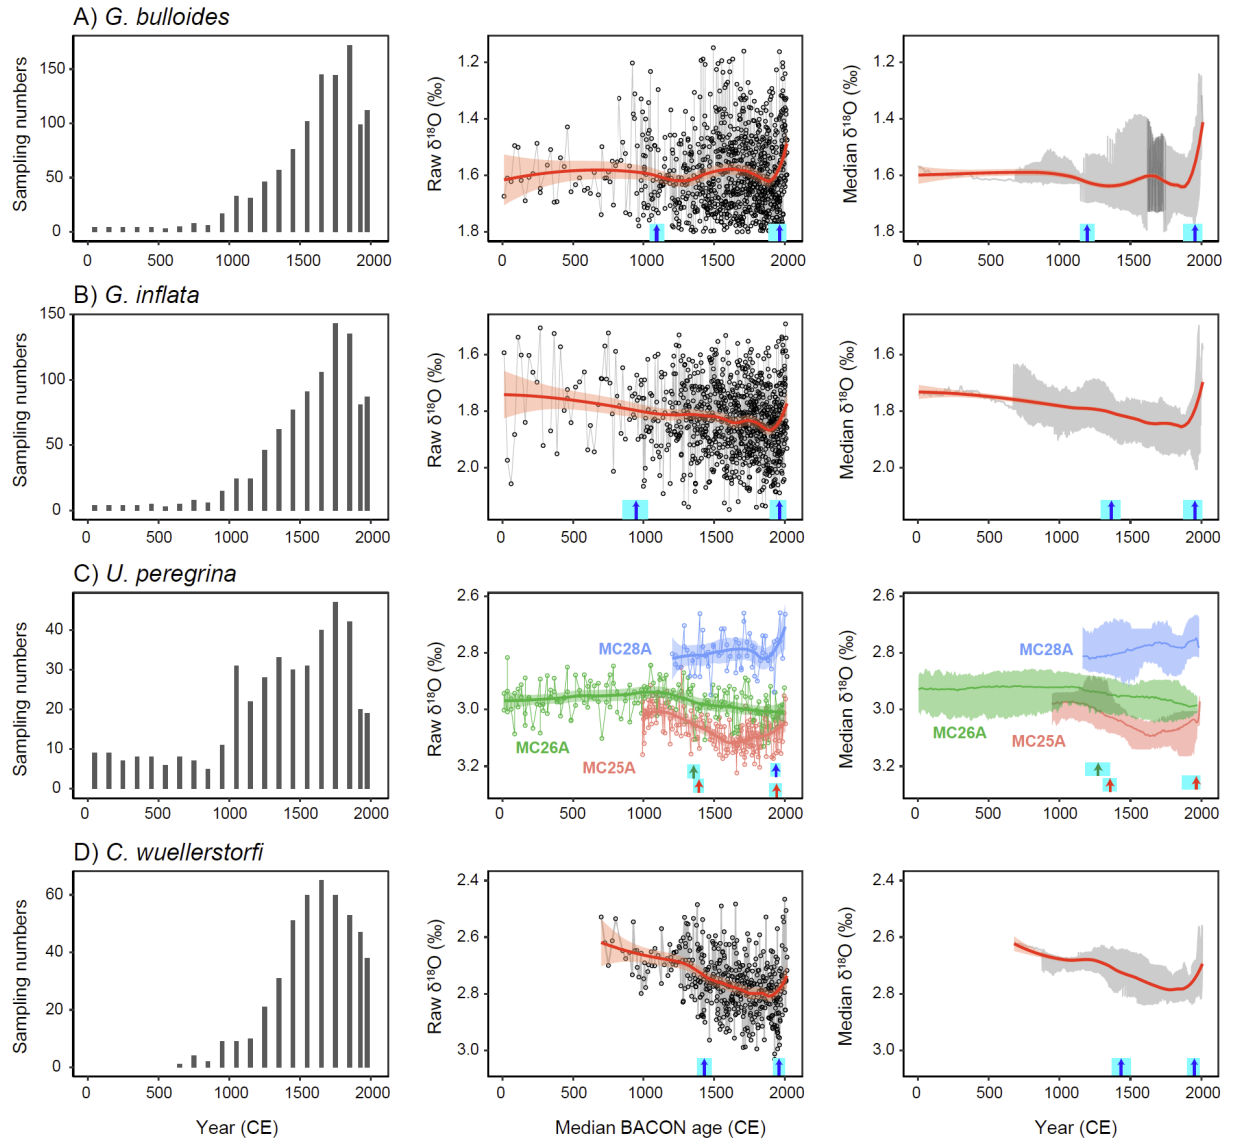 A) G. bulloides
Sampling numbers
150
100
50
0
0 500 1000 1500 2000
Raw δ¹⁸O (‰)
1.2
1.4
1.6
1.8
0 500 1000 1500 2000
Median δ¹⁸O (‰)
1.2
1.4
1.6
1.8
0 500 1000 1500 2000
B) G. inflata
Sampling numbers
150
100
50
0
0 500 1000 1500 2000
Raw δ¹⁸O (‰)
1.6
1.8
2.0
0 500 1000 1500 2000
Median δ¹⁸O (‰)
1.6
1.8
2.0
0 500 1000 1500 2000
C) U. peregrina
Sampling numbers
40
30
20
10
0
0 500 1000 1500 2000
Raw δ¹⁸O (‰)
2.6
2.8
3.0
3.2
MC28A
MC26A
MC25A
0 500 1000 1500 2000
Median δ¹⁸O (‰)
2.6
2.8
3.0
3.2
MC28A
MC26A
MC25A
0 500 1000 1500 2000
D) C. wuellerstorfi
Sampling numbers
60
40
20
0
0 500 1000 1500 2000
Year (CE)
Raw δ¹⁸O (‰)
2.4
2.6
2.8
3.0
0 500 1000 1500 2000
Median BACON age (CE)
Median δ¹⁸O (‰)
2.4
2.6
2.8
3.0
0 500 1000 1500 2000
Year (CE)